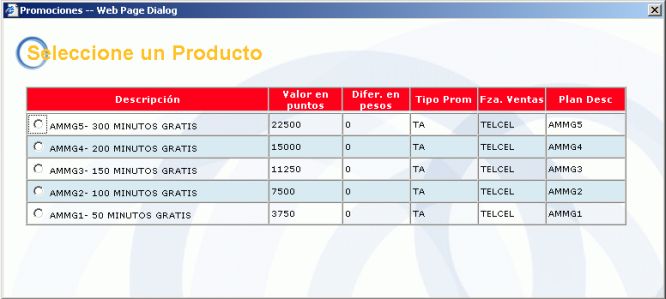 Promociones -- Web Page Dialog
Seleccione un Producto
Descripción Valor en puntos Difer. en pesos Tipo Prom Fza. Ventas Plan Desc
AMMG5- 300 MINUTOS GRATIS 22500 0 TA TELCEL AMMG5
AMMG4- 200 MINUTOS GRATIS 15000 0 TA TELCEL AMMG4
AMMG3- 150 MINUTOS GRATIS 11250 0 TA TELCEL AMMG3
AMMG2- 100 MINUTOS GRATIS 7500 0 TA TELCEL AMMG2
AMMG1- 50 MINUTOS GRATIS 3750 0 TA TELCEL AMMG1